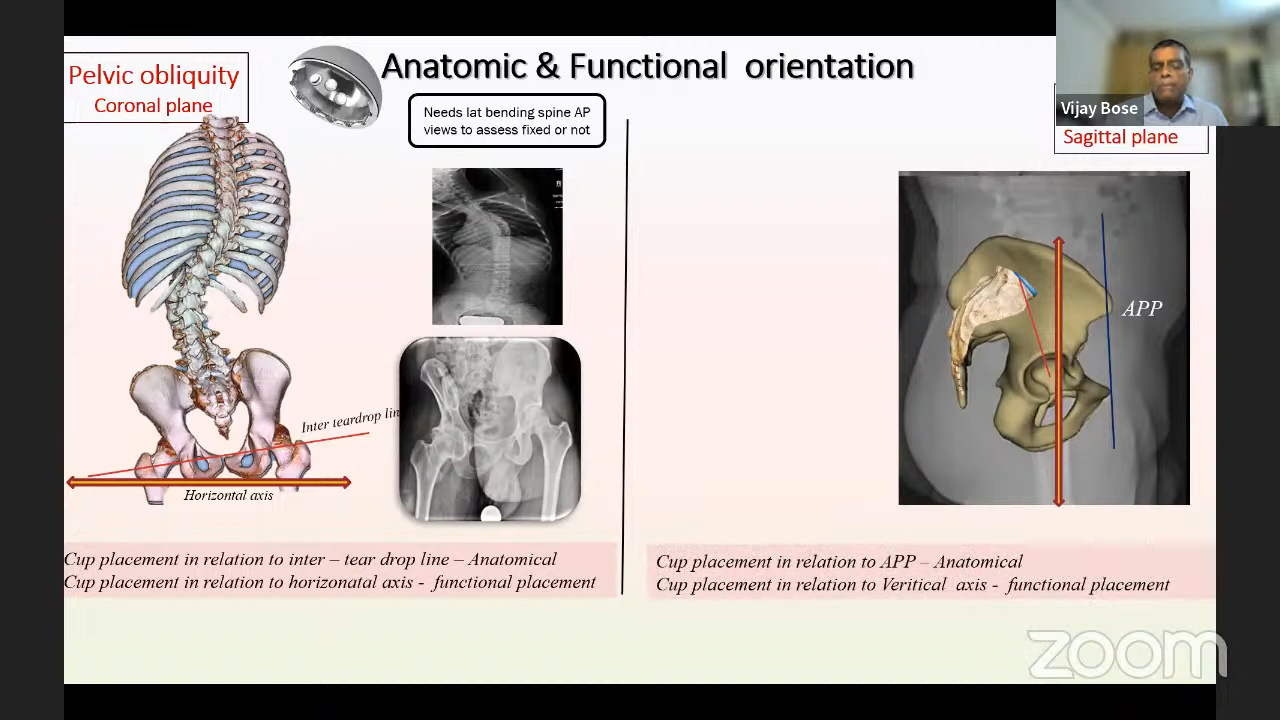 Anatomic & Functional orientation
Pelvic obliquity
Coronal plane
Needs lat bending spine AP
views to assess fixed or not
Vijay Bose
Sagittal plane
APP
Inter teardrop lin
Horizontal axis
Cup placement in relation to inter – tear drop line – Anatomical
Cup placement in relation to horizonatal axis - functional placement
Cup placement in relation to APP – Anatomical
Cup placement in relation to Veritical axis - functional placement
zoom